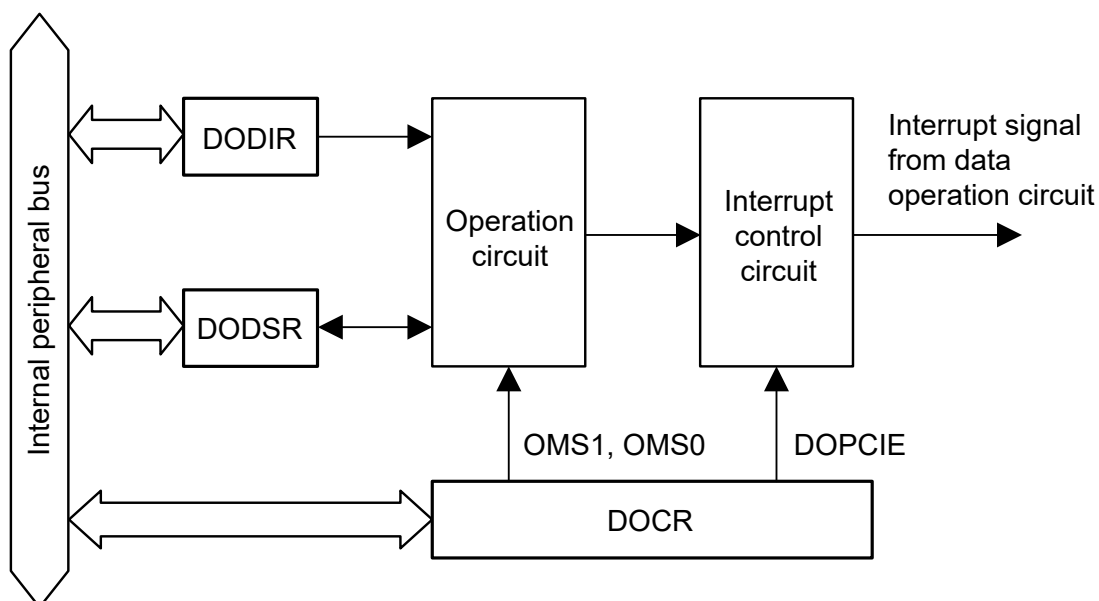 Internal peripheral bus
DODIR
DODSR
Operation
circuit
Interrupt
control
circuit
Interrupt signal
from data
operation circuit
OMS1, OMS0
DOPCIE
DOCR